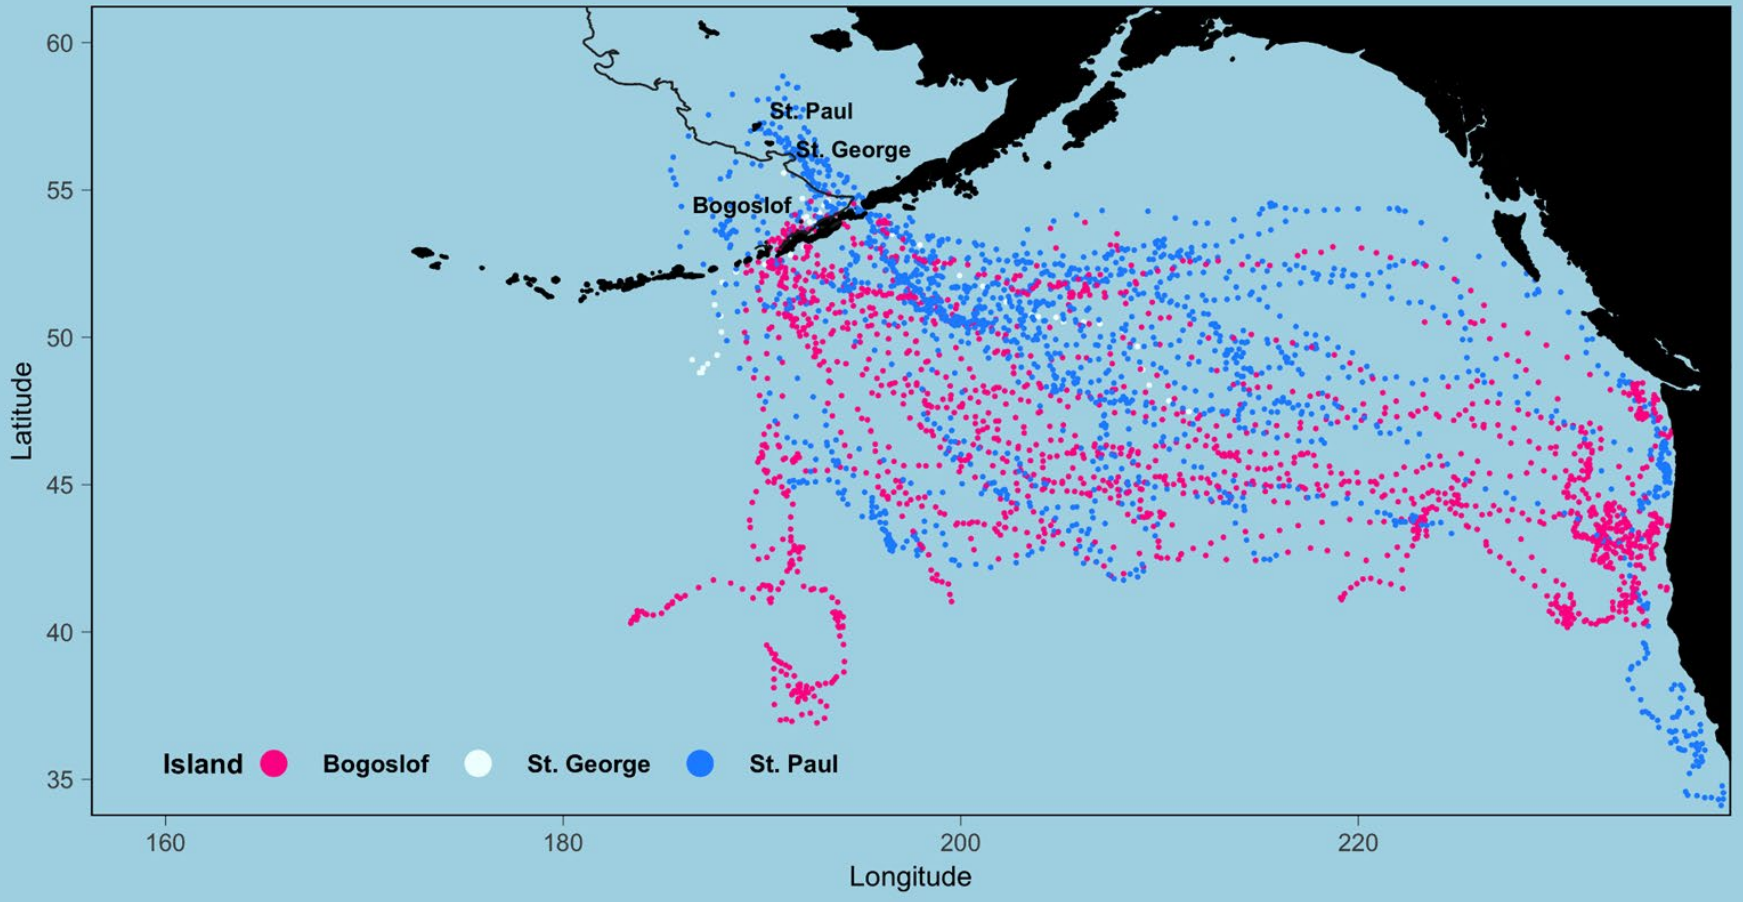 60
St. Paul
St. George
55
Bogoslof
50
Latitude
45
40
Island Bogoslof St. George St. Paul
35
160 180 200 220
Longitude